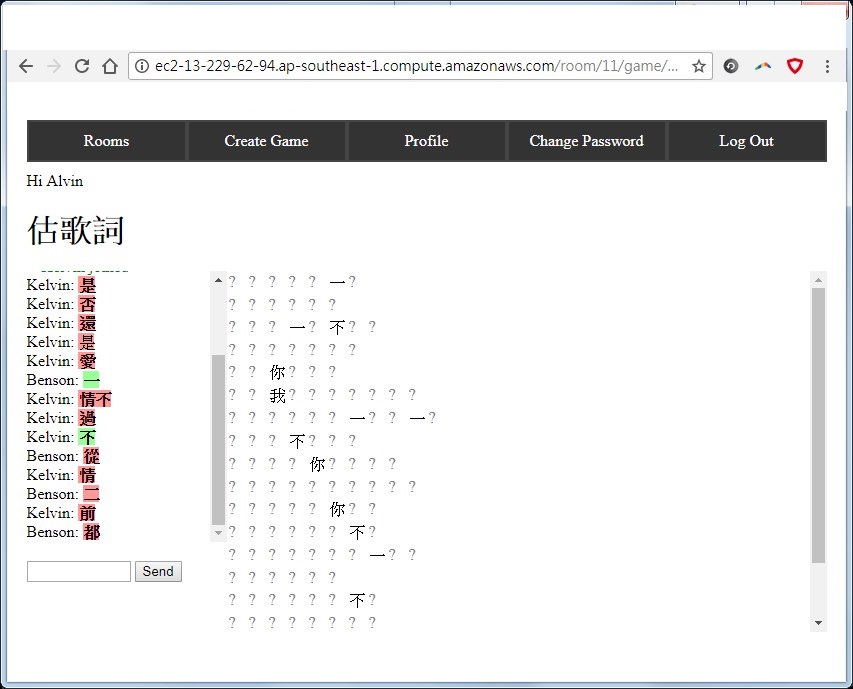 ec2-13-229-62-94.ap-southeast-1.compute.amazonaws.com/room/11/game/...
Rooms Create Game Profile Change Password Log Out
Hi Alvin
估歌詞
Kelvin: 是
Kelvin: 否
Kelvin: 還
Kelvin: 是
Kelvin: 愛
Benson: 一
Kelvin: 情不
Kelvin: 過
Kelvin: 不
Benson: 從
Kelvin: 情
Benson: 二
Kelvin: 前
Benson: 都
Send
? ? ? ? ? 一?
? ? ? ? ? ?
? ? ? 一? 不? ?
? ? ? ? ? ? ?
? ? 你? ? ?
? ? 我? ? ? ? ? ? ?
? ? ? ? ? ? 一? ? 一?
? ? ? 不? ? ?
? ? ? ? 你? ? ? ?
? ? ? ? ? ? ? ? ? ?
? ? ? ? ? 你? ?
? ? ? ? ? ? 不?
? ? ? ? ? ? ? 一? ?
? ? ? ? ? ?
? ? ? ? ? ? 不?
? ? ? ? ? ? ? ?